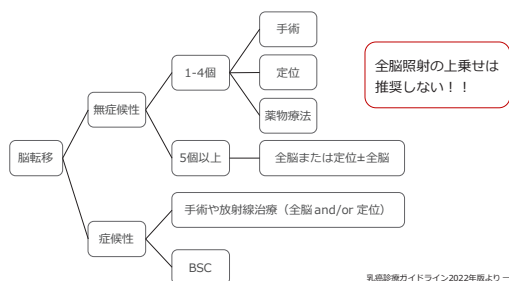 手術
1-4個
定位
全脳照射の上乗せは
推奨しない！！
無症候性
薬物療法
脳転移
5個以上
全脳または定位±全脳
手術や放射線治療（全脳 and/or 定位）
症候性
BSC
乳癌診療ガイドライン2022年版より一